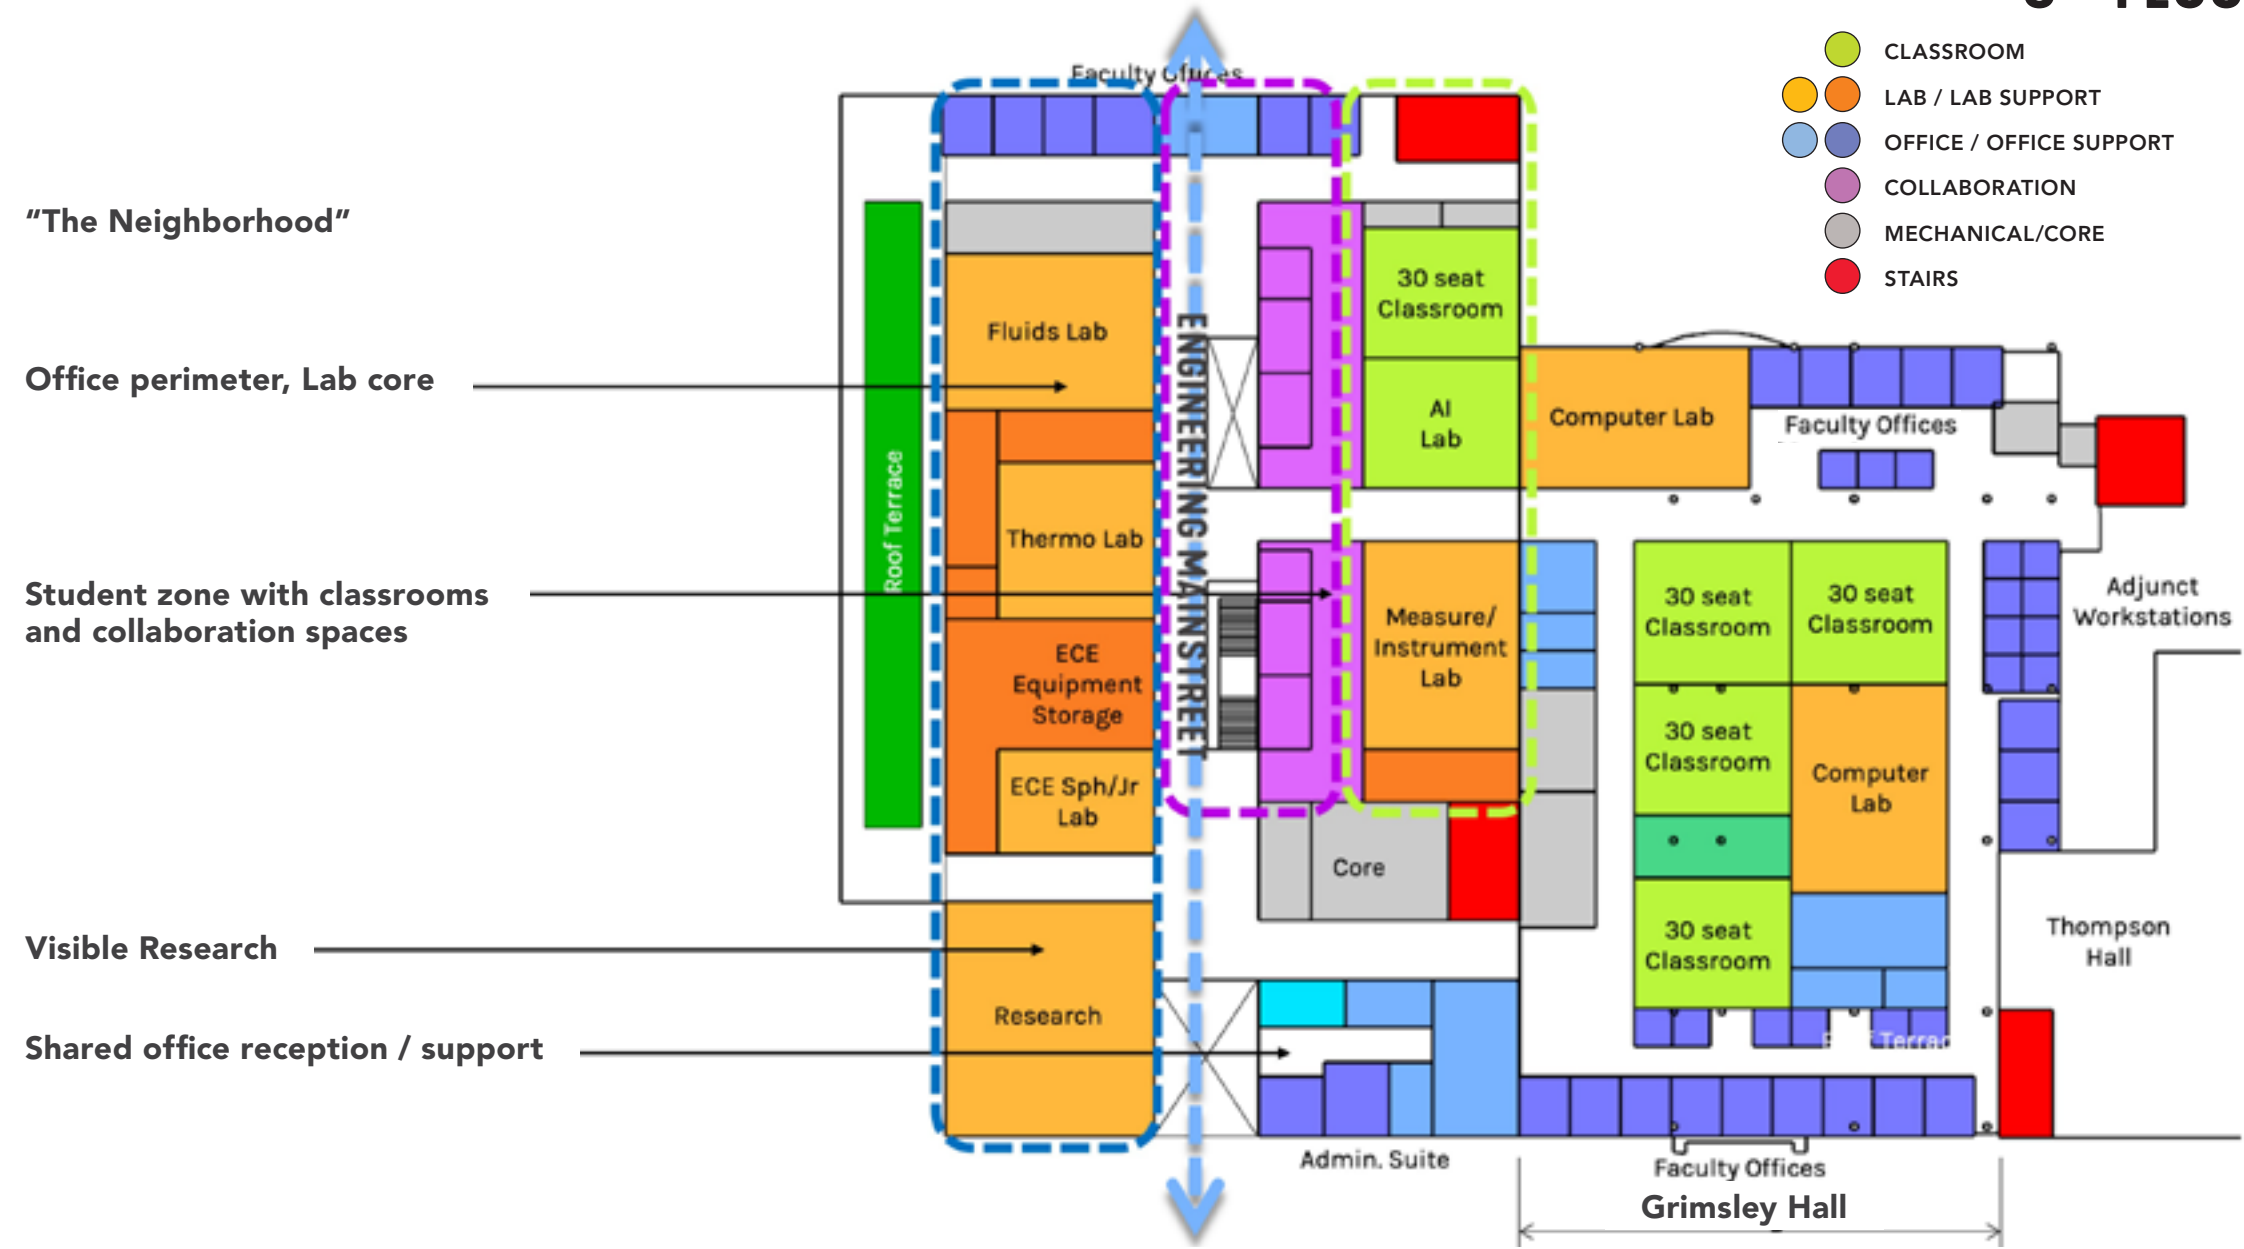 CLASSROOM
LAB / LAB SUPPORT
OFFICE / OFFICE SUPPORT
COLLABORATION
MECHANICAL/CORE
STAIRS
“The Neighborhood”
Office perimeter, Lab core
Student zone with classrooms
and collaboration spaces
Visible Research
Shared office reception / support
Faculty Offices
Roof Terrace
Fluids Lab
Thermo Lab
ECE
Equipment
Storage
ECE Sph/Jr
Lab
Research
ENGINEERING MAINSTREET
30 seat
Classroom
AI
Lab
Measure/
Instrument
Lab
Core
Admin. Suite
Computer Lab
Faculty Offices
30 seat
Classroom
30 seat
Classroom
30 seat
Classroom
Computer
Lab
30 seat
Classroom
Adjunct
Workstations
Thompson
Hall
Faculty Offices
Grimsley Hall